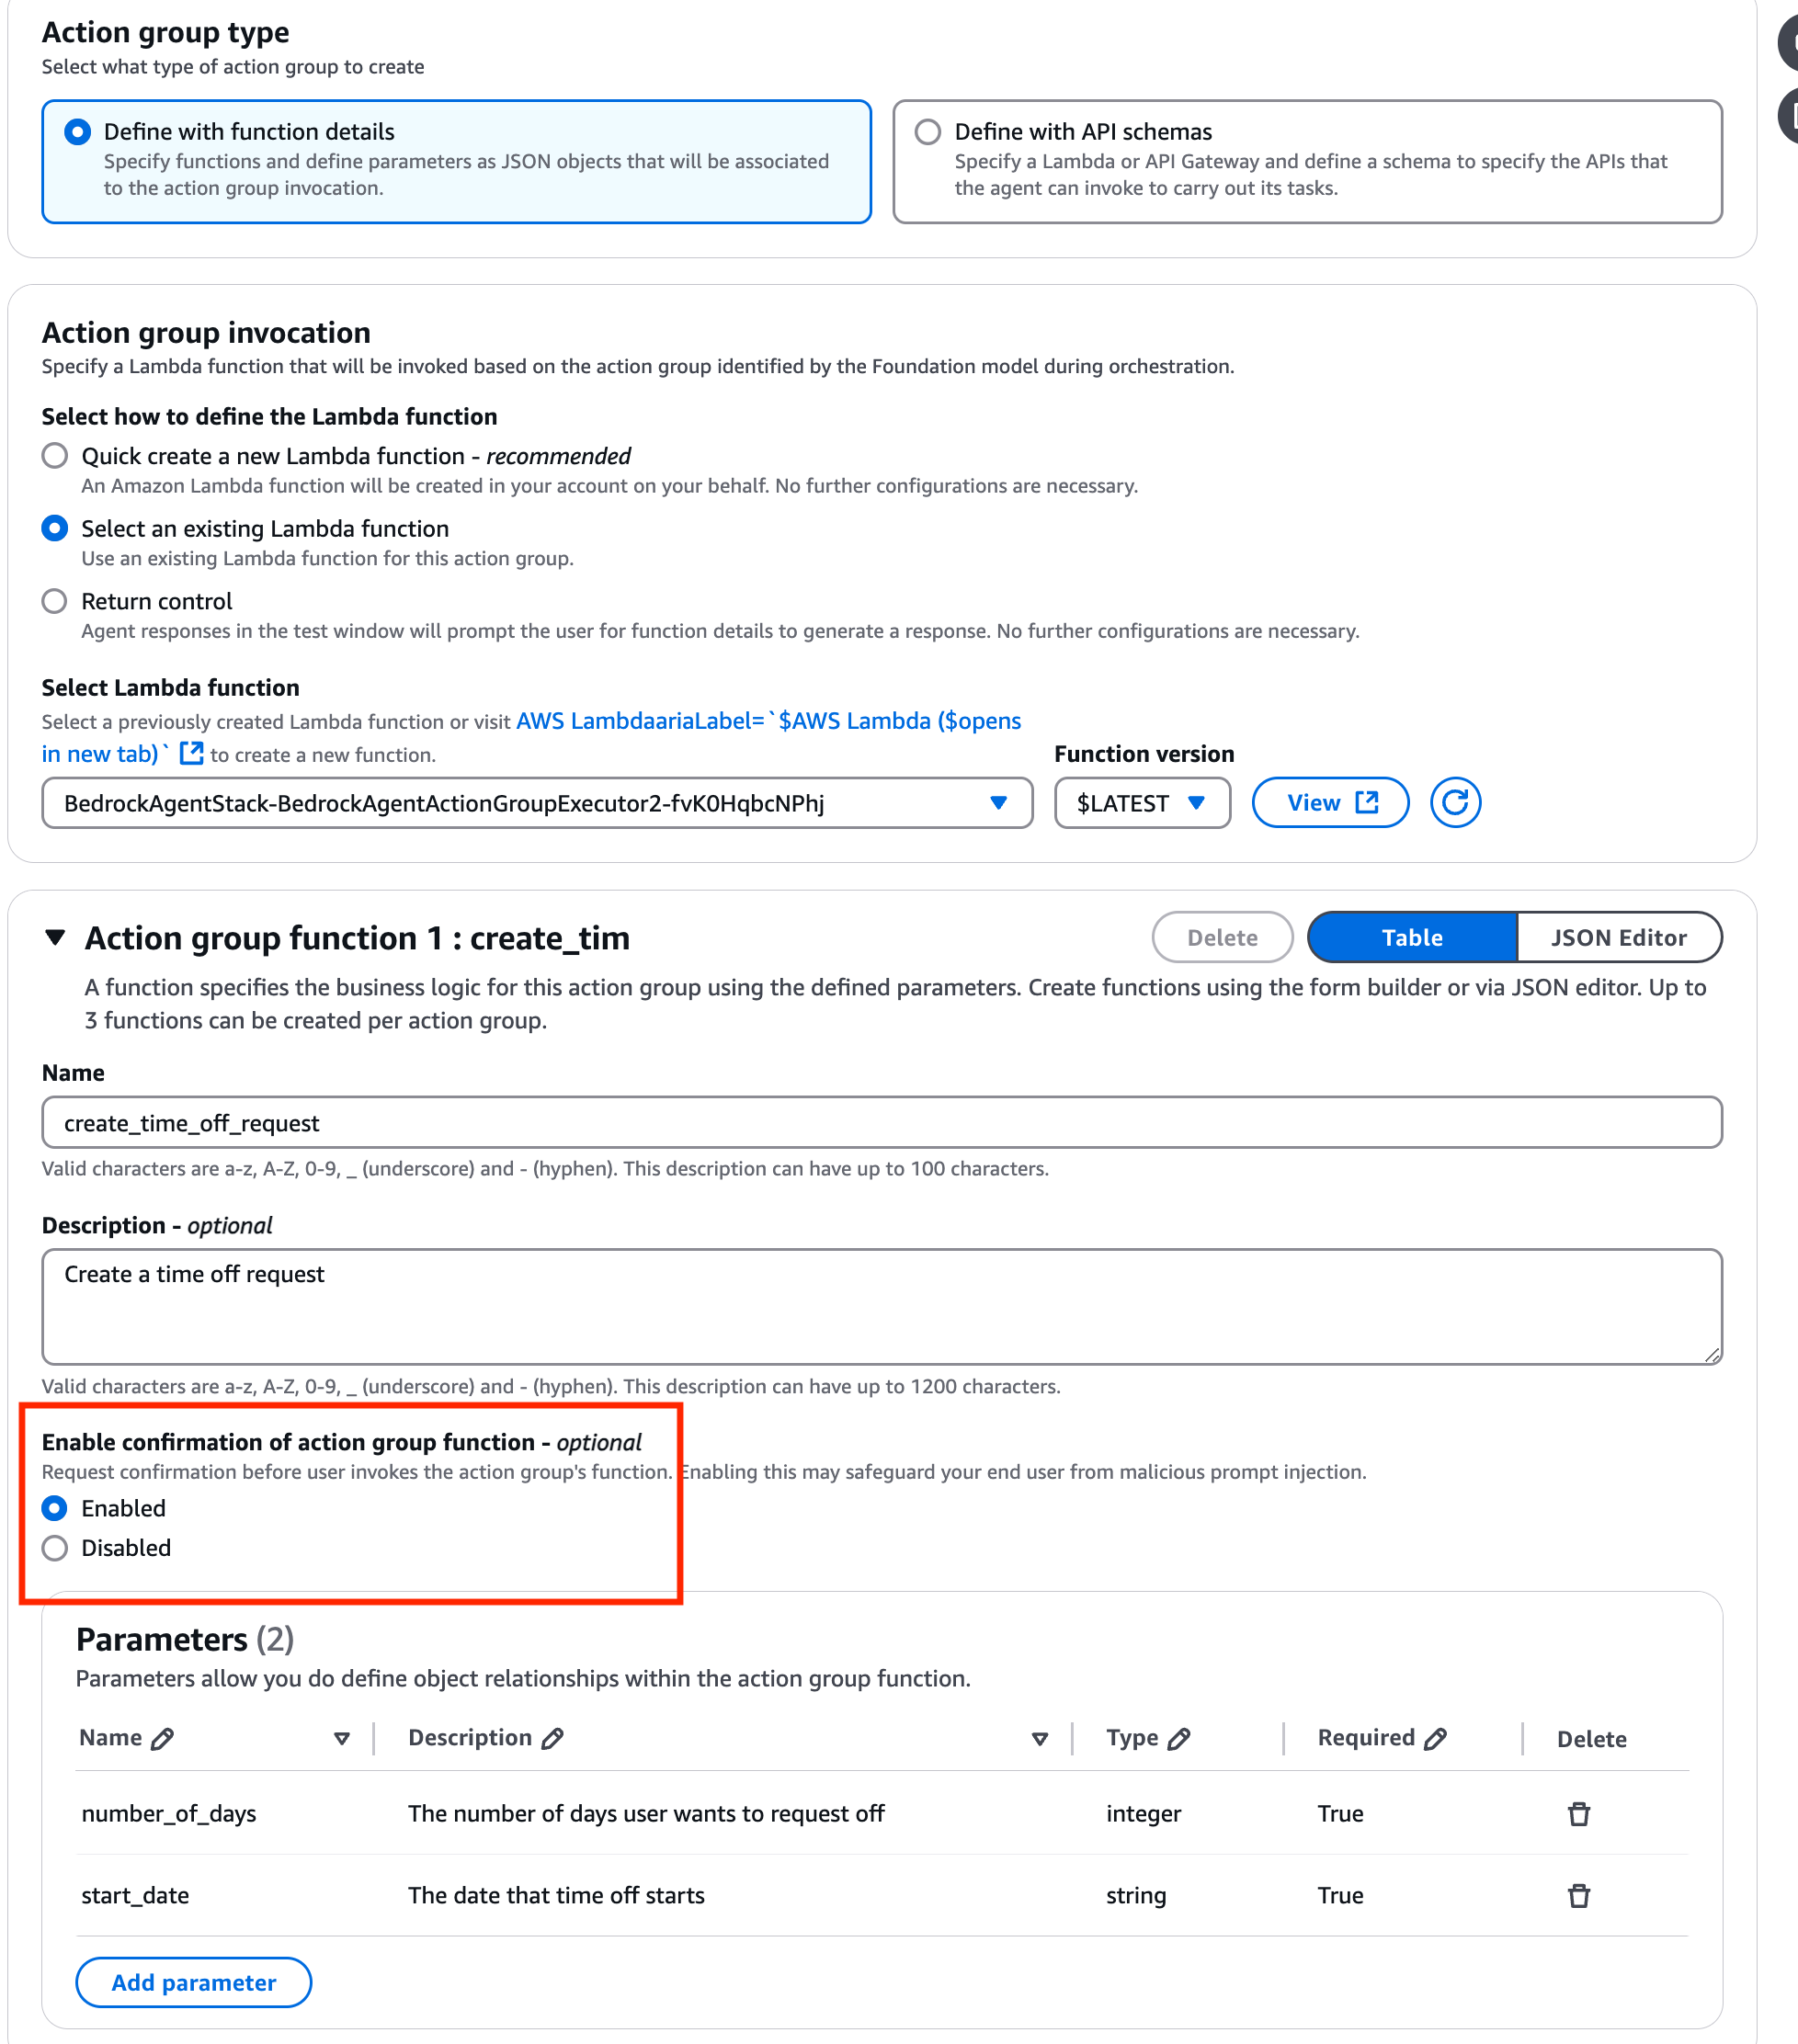 Action group type
Select what type of action group to create
Define with function details
Specify functions and define parameters as JSON objects that will be associated
to the action group invocation.
Define with API schemas
Specify a Lambda or API Gateway and define a schema to specify the APIs that
the agent can invoke to carry out its tasks.
Action group invocation
Specify a Lambda function that will be invoked based on the action group identified by the Foundation model during orchestration.
Select how to define the Lambda function
Quick create a new Lambda function - recommended
An Amazon Lambda function will be created in your account on your behalf. No further configurations are necessary.
Select an existing Lambda function
Use an existing Lambda function for this action group.
Return control
Agent responses in the test window will prompt the user for function details to generate a response. No further configurations are necessary.
Select Lambda function
Select a previously created Lambda function or visit AWS LambdaariaLabel=`$AWS Lambda ($opens
in new tab)` to create a new function.
Function version
BedrockAgentStack-BedrockAgentActionGroupExecutor2-fvK0HqbcNPhj
$LATEST
View
Action group function 1 : create_tim
Delete
Table
JSON Editor
A function specifies the business logic for this action group using the defined parameters. Create functions using the form builder or via JSON editor. Up to
3 functions can be created per action group.
Name
create_time_off_request
Valid characters are a-z, A-Z, 0-9, _ (underscore) and - (hyphen). This description can have up to 100 characters.
Description - optional
Create a time off request
Valid characters are a-z, A-Z, 0-9, _ (underscore) and - (hyphen). This description can have up to 1200 characters.
Enable confirmation of action group function - optional
Request confirmation before user invokes the action group's function. Enabling this may safeguard your end user from malicious prompt injection.
Enabled
Disabled
Parameters (2)
Parameters allow you do define object relationships within the action group function.
Name Description Type Required Delete
number_of_days The number of days user wants to request off integer True
start_date The date that time off starts string True
Add parameter